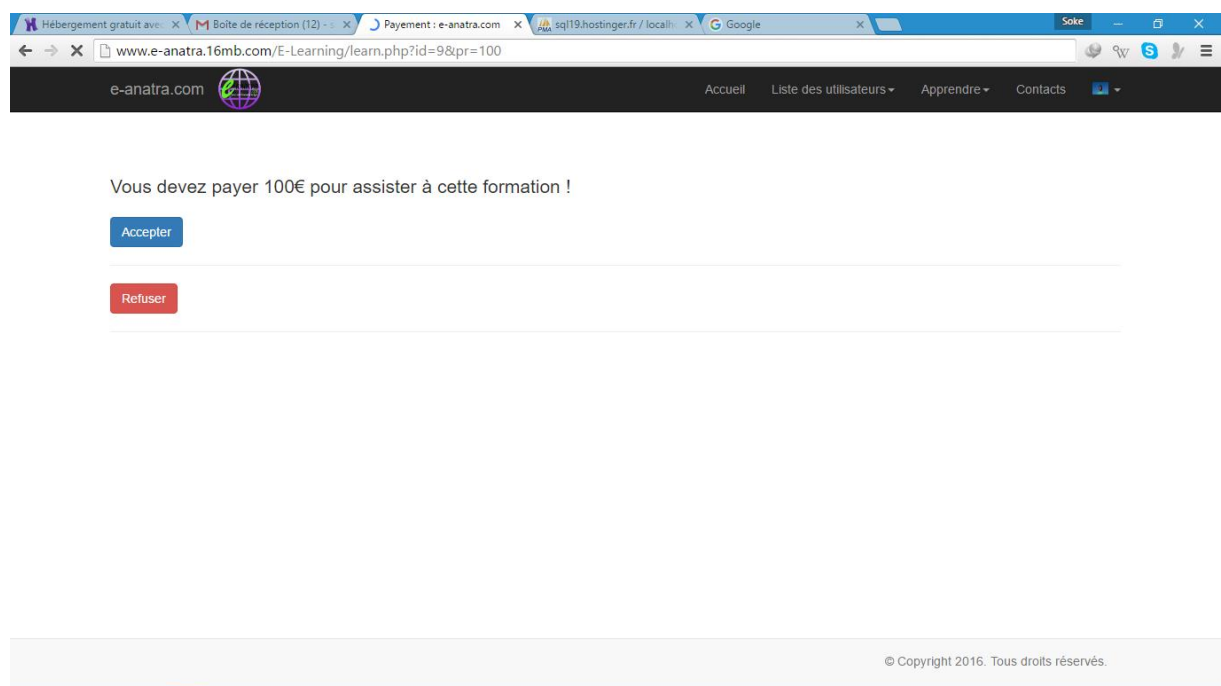 Hébergement gratuit avec
Boîte de réception (12) - s
Payement : e-anatra.com
sql19.hostinger.fr / localh
Google
Soke
www.e-anatra.16mb.com/E-Learning/learn.php?id=9&pr=100
e-anatra.com
Accueil
Liste des utilisateurs
Apprendre
Contacts
Vous devez payer 100€ pour assister à cette formation !
Accepter
Refuser
© Copyright 2016. Tous droits réservés.